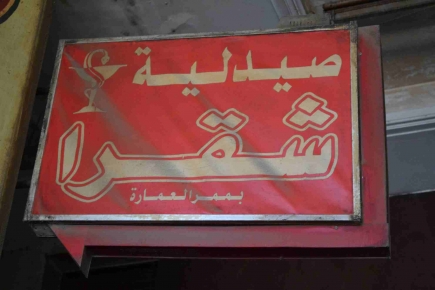 صيدلية
شقرا
بممر العمارة